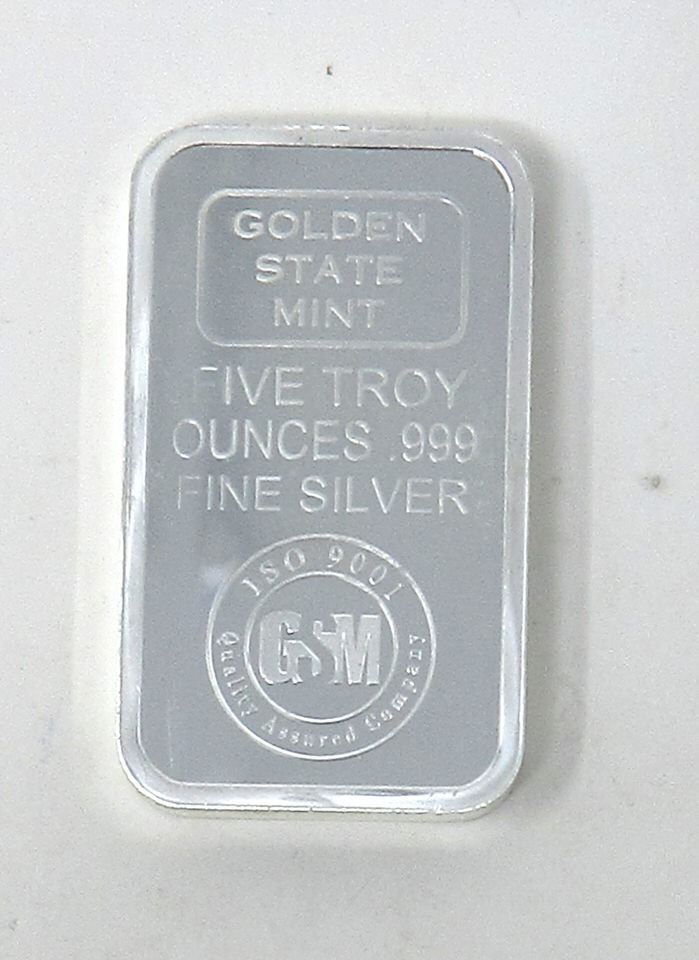 GOLDEN
STATE
MINT
FIVE TROY
OUNCES .999
FINE SILVER
ISO 9001
GSM
Quality Assured Company